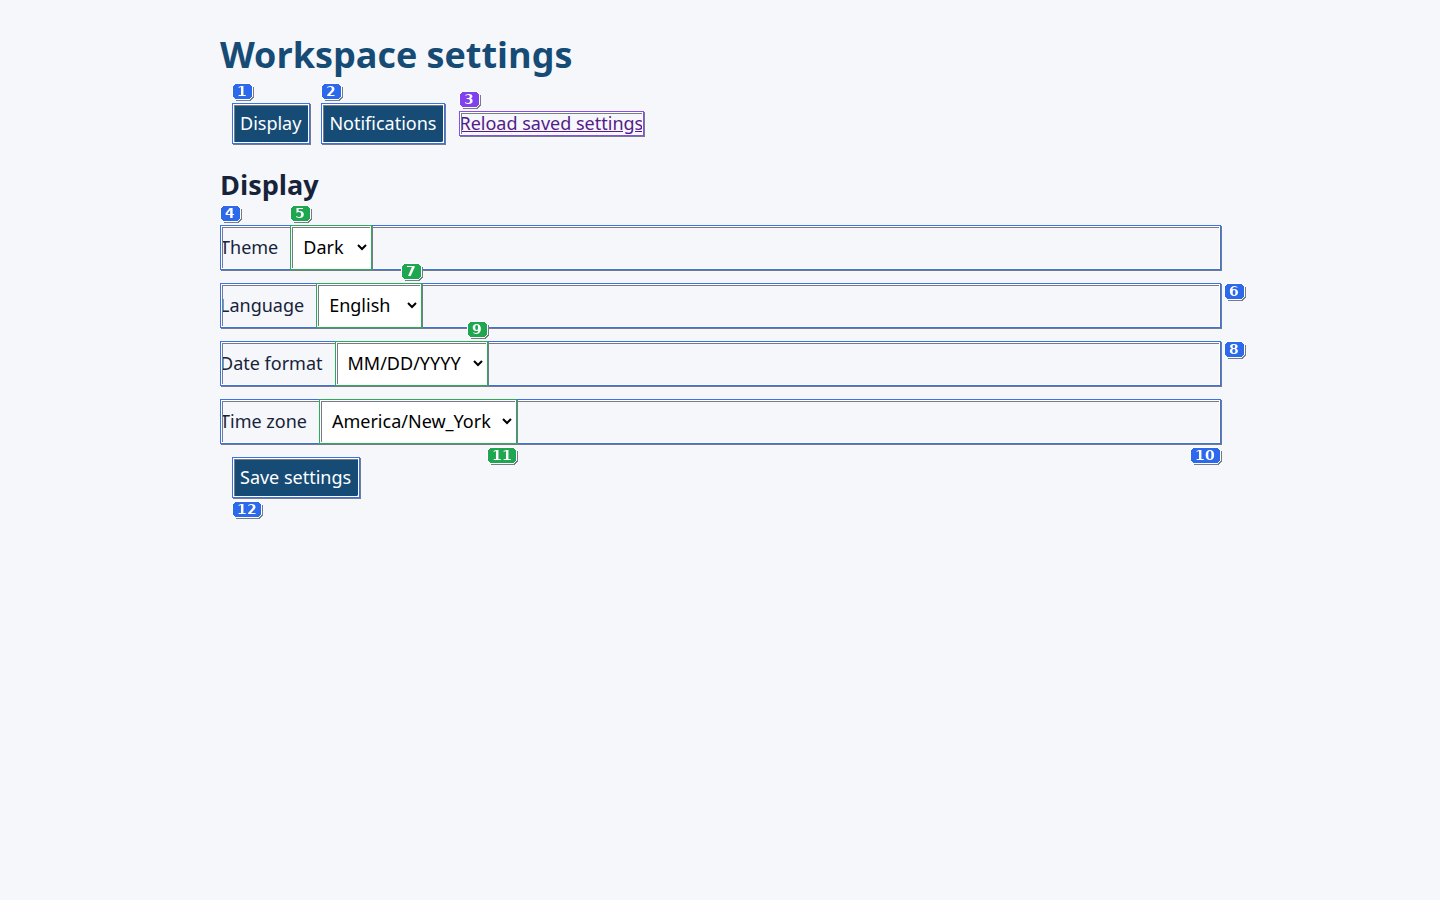 Workspace settings
1 2 3
Display Notifications Reload saved settings
Display
4 5
Theme Dark
7
Language English 6
9
Date format MM/DD/YYYY 8
Time zone America/New_York
11 10
Save settings
12